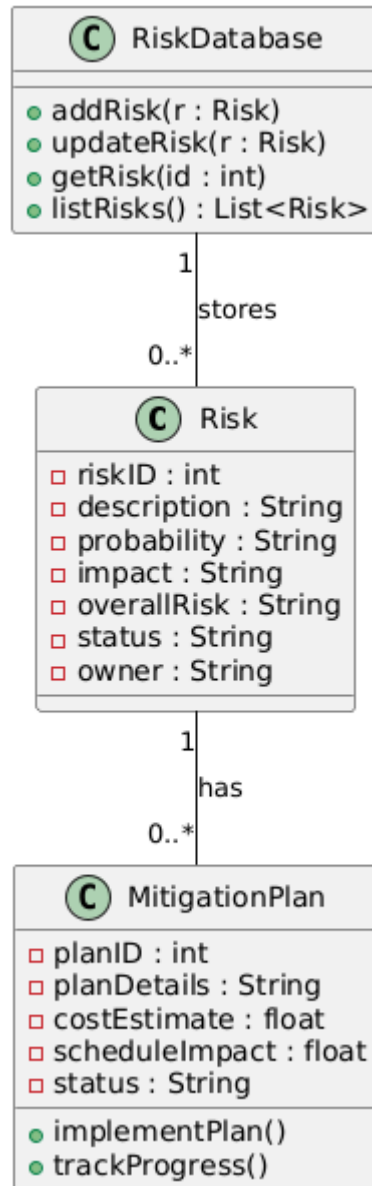 C RiskDatabase
addRisk(r : Risk)
updateRisk(r : Risk)
getRisk(id : int)
listRisks() : List<Risk>
1
stores
0..*
C Risk
riskID : int
description : String
probability : String
impact : String
overallRisk : String
status : String
owner : String
1
has
0..*
C MitigationPlan
planID : int
planDetails : String
costEstimate : float
scheduleImpact : float
status : String
implementPlan()
trackProgress()